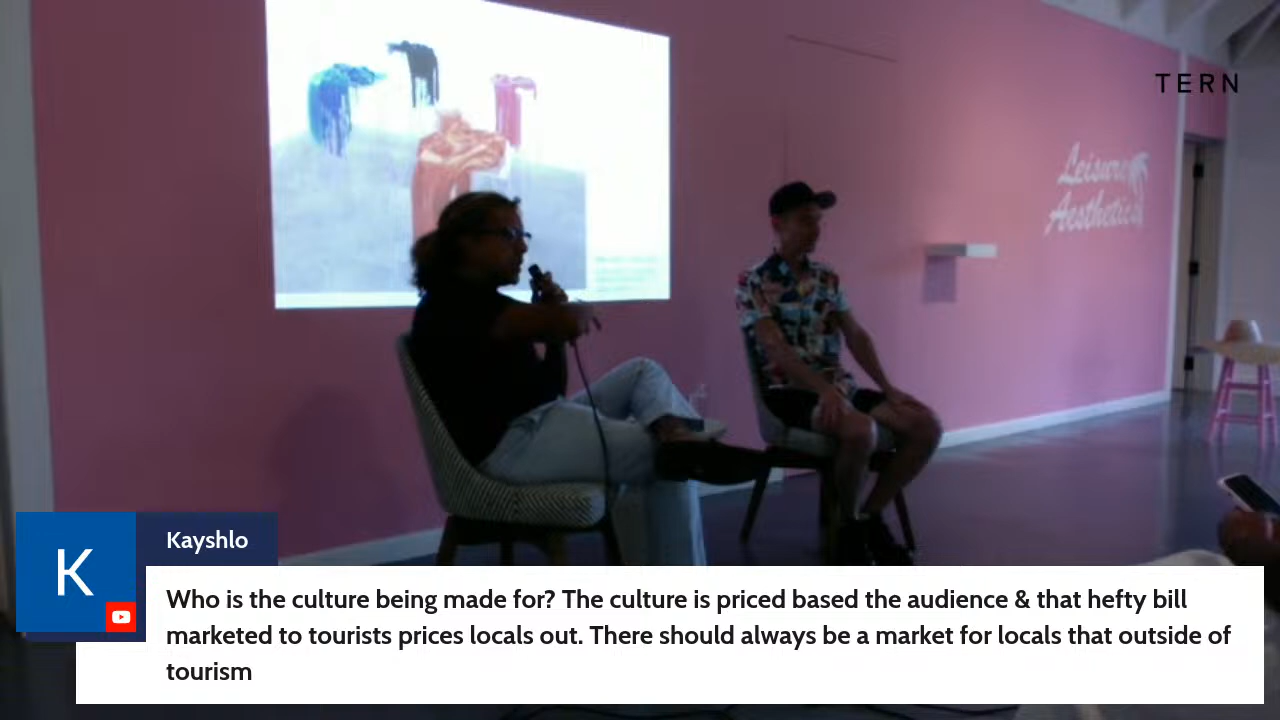 TERN
Leisure
Aesthetics
K
Kayshlo
Who is the culture being made for? The culture is priced based the audience & that hefty bill
marketed to tourists prices locals out. There should always be a market for locals that outside of
tourism